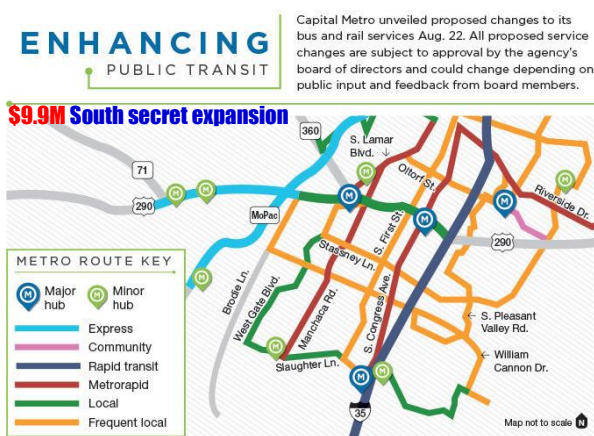 ENHANCING
PUBLIC TRANSIT
Capital Metro unveiled proposed changes to its
bus and rail services Aug. 22. All proposed service
changes are subject to approval by the agency's
board of directors and could change depending on
public input and feedback from board members.
$9.9M South secret expansion
360
S. Lamar
Blvd.
Oltorf St.
71
290
MoPac
Riverside Dr.
S. First St.
290
Stassney Ln.
METRO ROUTE KEY
M Major
hub
M Minor
hub
Express
Community
Rapid transit
Metrorapid
Local
Frequent local
Brodie Ln.
West Gate Blvd.
Manchaca Rd.
S. Congress Ave.
S. Pleasant
Valley Rd.
William
Cannon Dr.
Slaughter Ln.
35
Map not to scale N